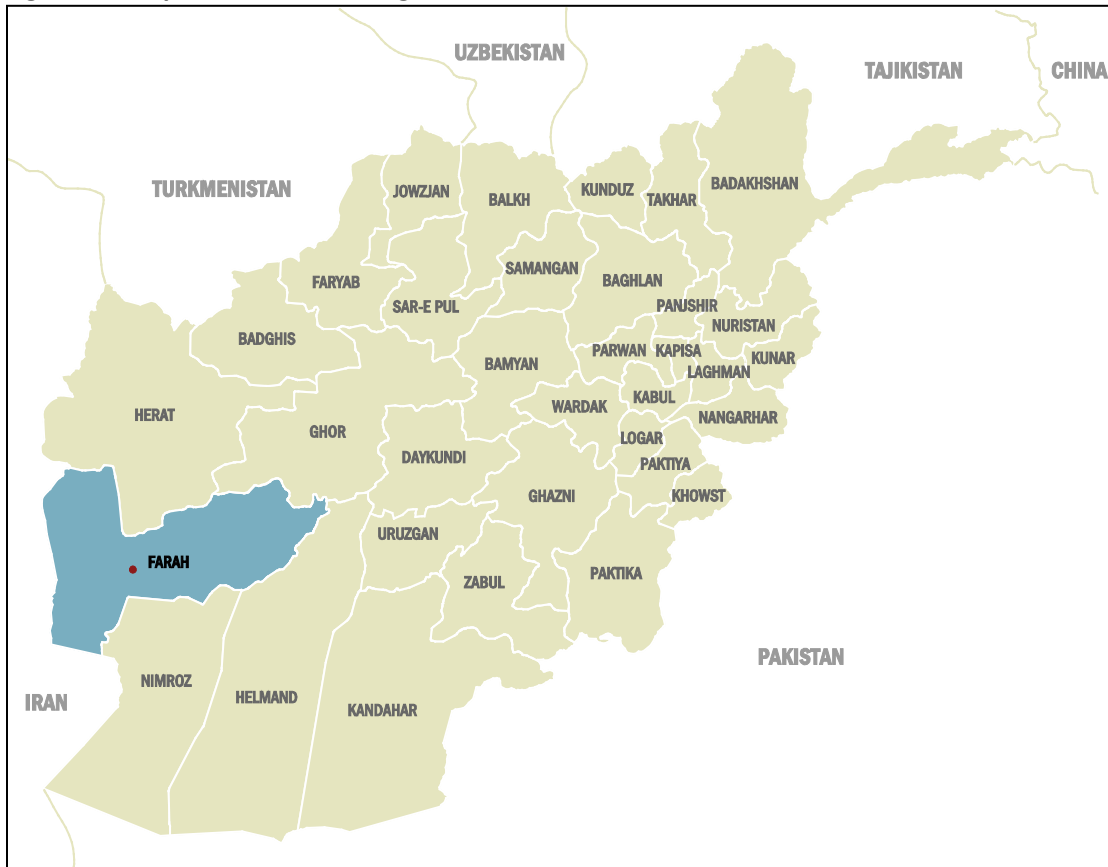 UZBEKISTAN
TAJIKISTAN
CHINA
TURKMENISTAN
JOWZJAN
BALKH
KUNDUZ
TAKHAR
BADAKHSHAN
FARYAB
SAMANGAN
BAGHLAN
SAR-E PUL
PANJSHIR
NURISTAN
BADGHIS
BAMYAN
PARWAN
KAPISA
KUNAR
LAGHMAN
HERAT
WARDAK
KABUL
NANGARHAR
GHOR
LOGAR
DAYKUNDI
PAKTIYA
GHAZNI
KHOWST
URUZGAN
FARAH
ZABUL
PAKTIKA
PAKISTAN
NIMROZ
HELMAND
KANDAHAR
IRAN